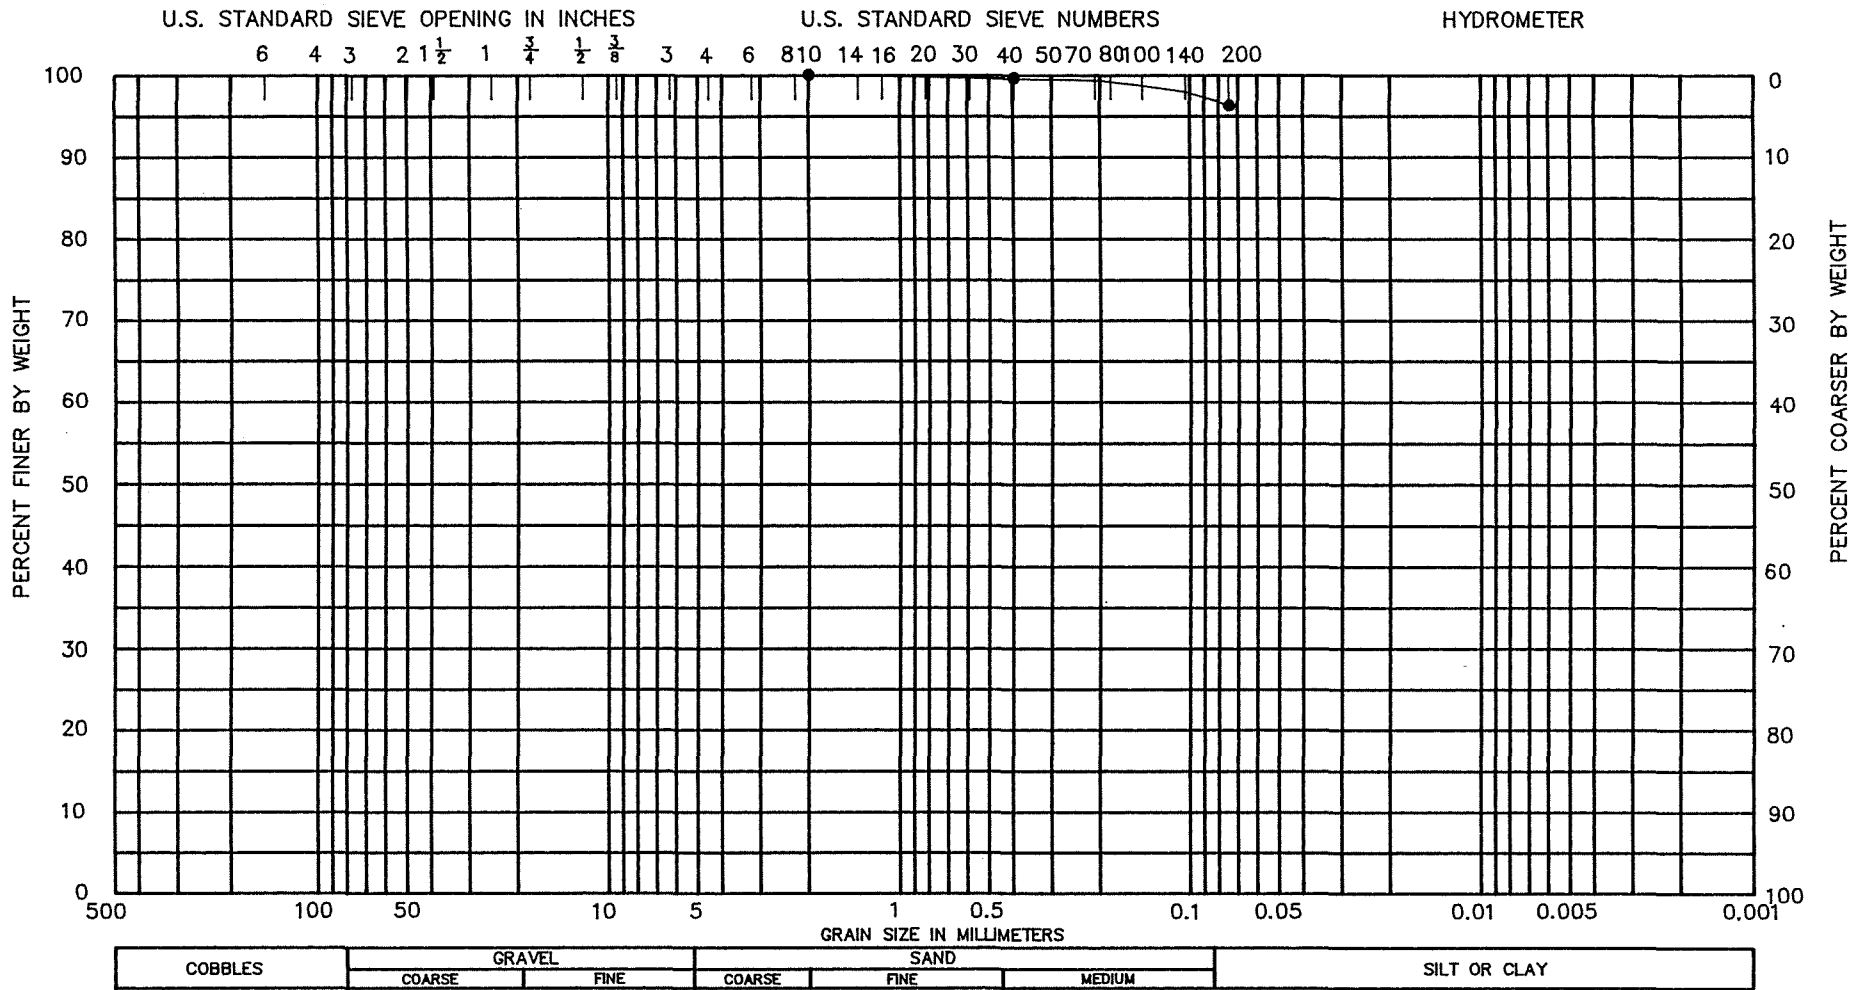 U.S. STANDARD SIEVE OPENING IN INCHES U.S. STANDARD SIEVE NUMBERS HYDROMETER
6 4 3 2 1 1/2 1 3/4 1/2 3/8 3 4 6 8 10 14 16 20 30 40 50 70 80 100 140 200
100 0
90 10
80 20
70 30
60 40
50 50
40 60
30 70
20 80
10 90
0 100
PERCENT FINER BY WEIGHT
PERCENT COARSER BY WEIGHT
500 100 50 10 5 1 0.5 0.1 0.05 0.01 0.005 0.001
GRAIN SIZE IN MILLIMETERS
COBBLES GRAVEL SAND SILT OR CLAY
COARSE FINE COARSE FINE MEDIUM